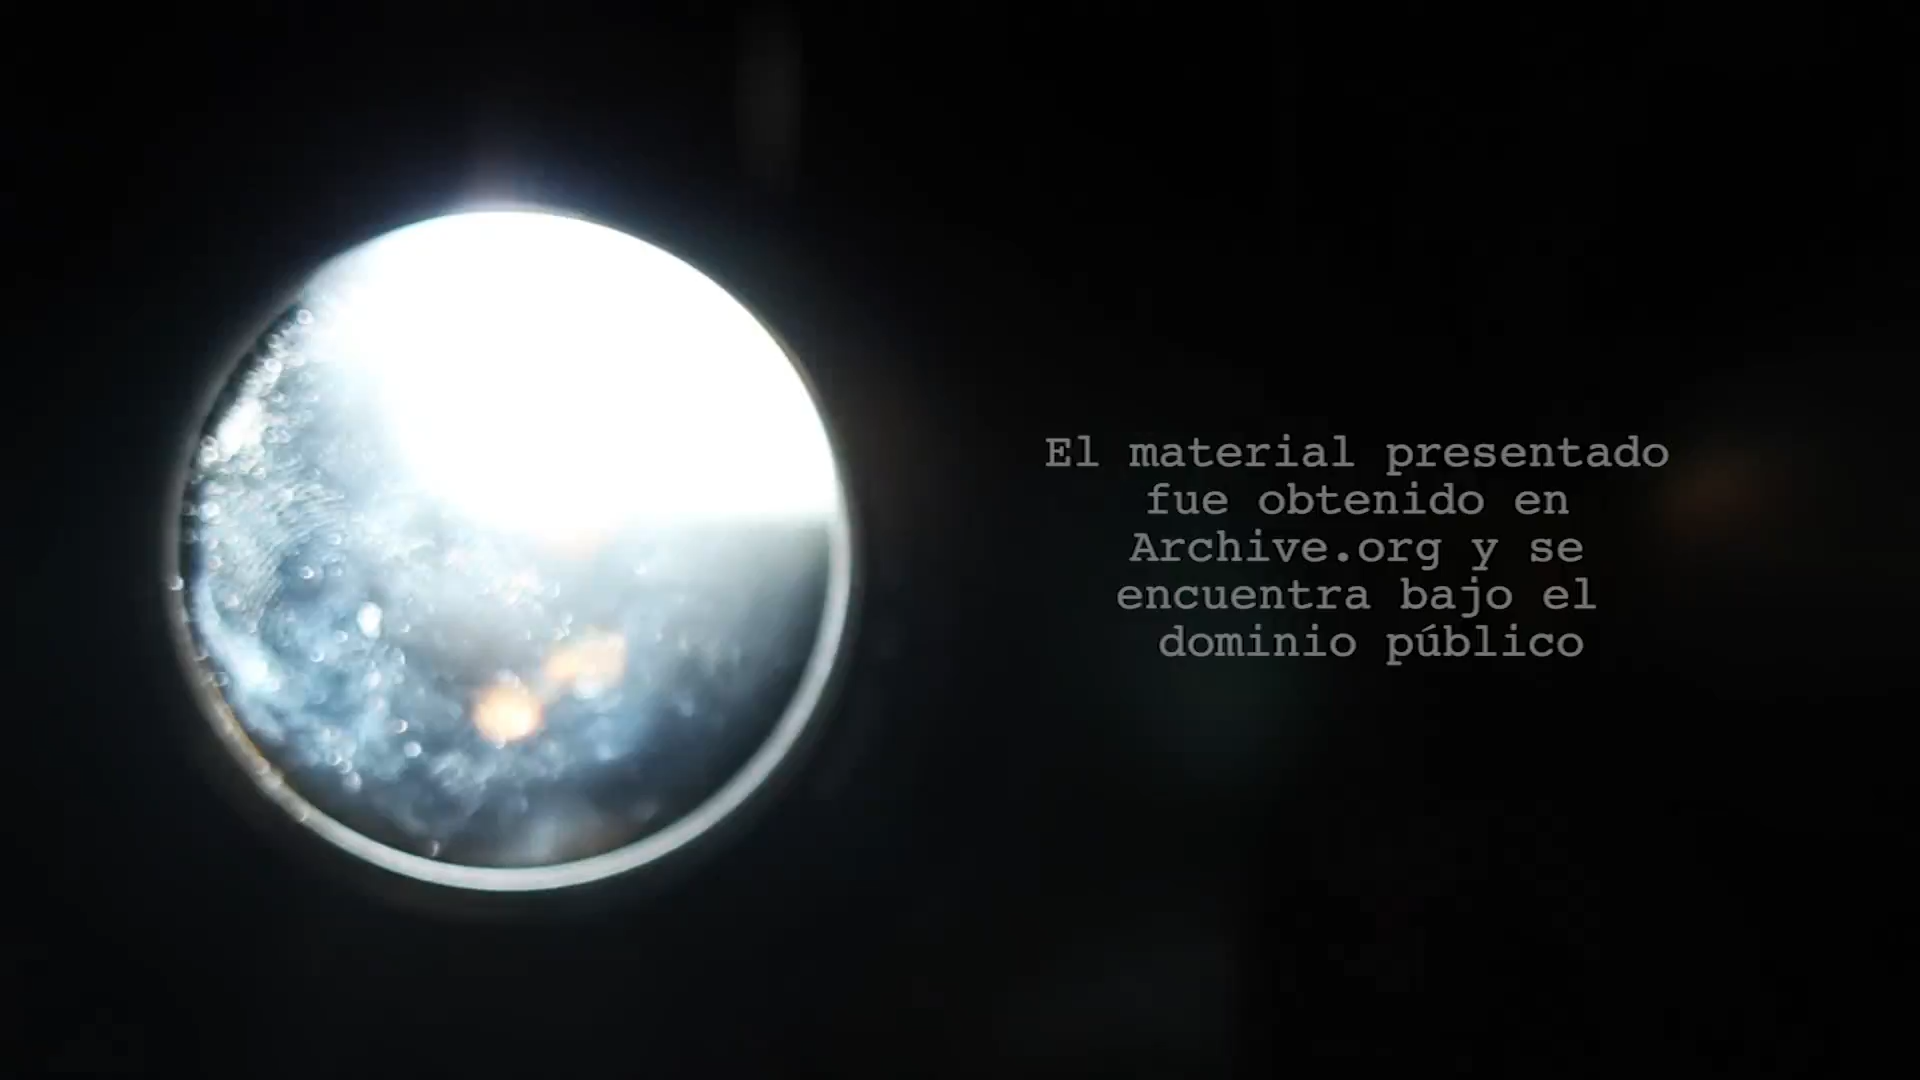 El material presentado
fue obtenido en
Archive.org y se
encuentra bajo el
dominio público